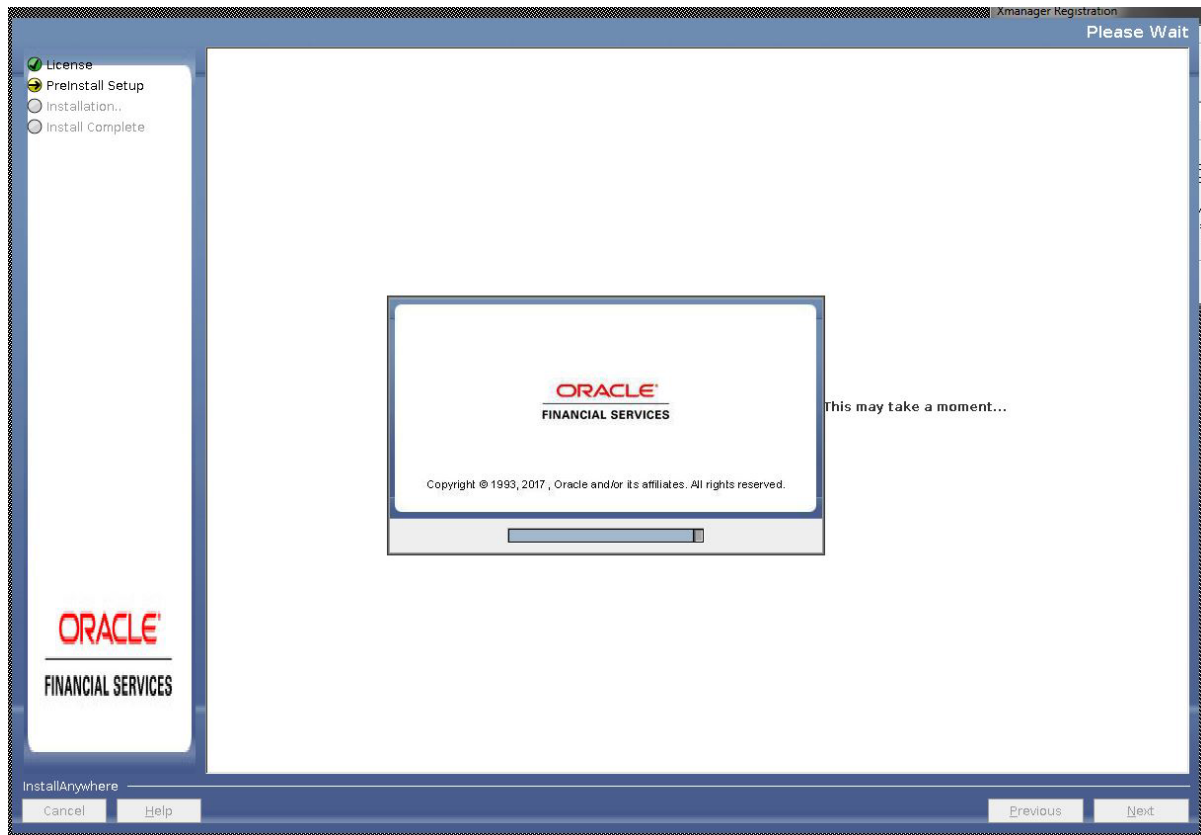 Xmanager Registration
Please Wait
License
PreInstall Setup
Installation..
Install Complete
ORACLE'
FINANCIAL SERVICES
This may take a moment...
Copyright © 1993, 2017 , Oracle and/or its affiliates. All rights reserved.
ORACLE'
FINANCIAL SERVICES
InstallAnywhere
Cancel
Help
Previous
Next